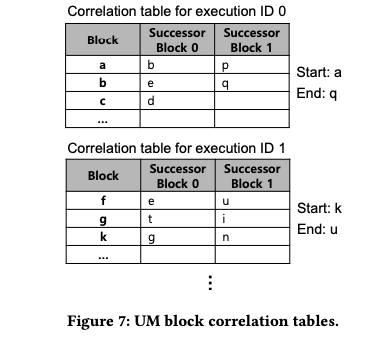 Correlation table for execution ID 0
Block Successor Block 0 Successor Block 1
a b p
b e q
c d
...
Start: a
End: q
Correlation table for execution ID 1
Block Successor Block 0 Successor Block 1
f e u
g t i
k g n
...
Start: k
End: u
⋮
Figure 7: UM block correlation tables.